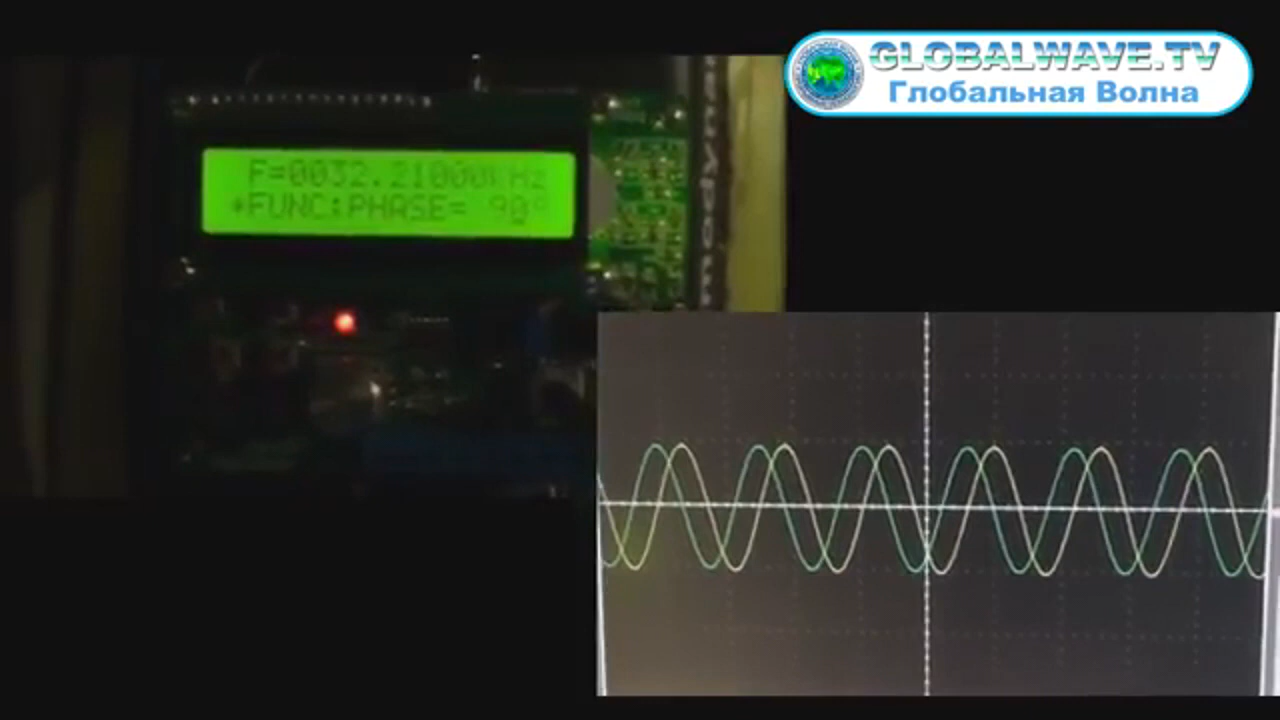 GLOBALWAVE.TV
Глобальная Волна
F=0032.21000kHz
+FUNC:PHASE= 90°